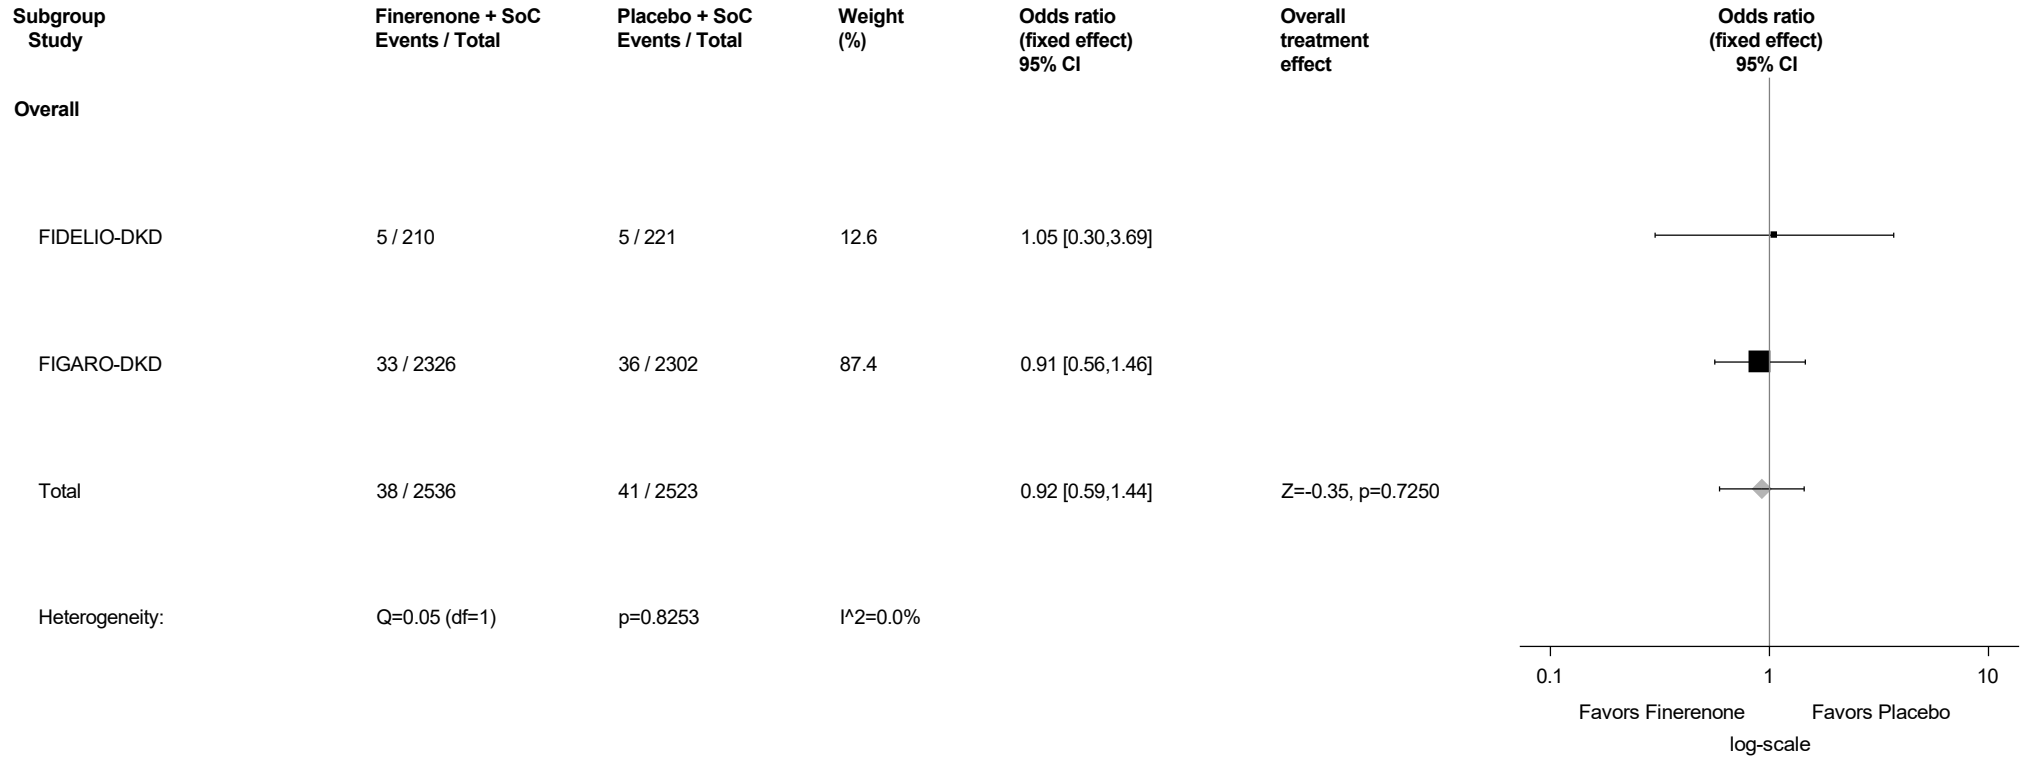 Subgroup Finerenone + SoC Placebo + SoC Weight Odds ratio Overall Odds ratio
Study Events / Total Events / Total (%) (fixed effect) treatment (fixed effect)
95% CI effect 95% CI
Overall
FIDELIO-DKD 5 / 210 5 / 221 12.6 1.05 [0.30,3.69]
FIGARO-DKD 33 / 2326 36 / 2302 87.4 0.91 [0.56,1.46]
Total 38 / 2536 41 / 2523 0.92 [0.59,1.44] Z=-0.35, p=0.7250
Heterogeneity: Q=0.05 (df=1) p=0.8253 I^2=0.0%
0.1 1 10
Favors Finerenone Favors Placebo
log-scale